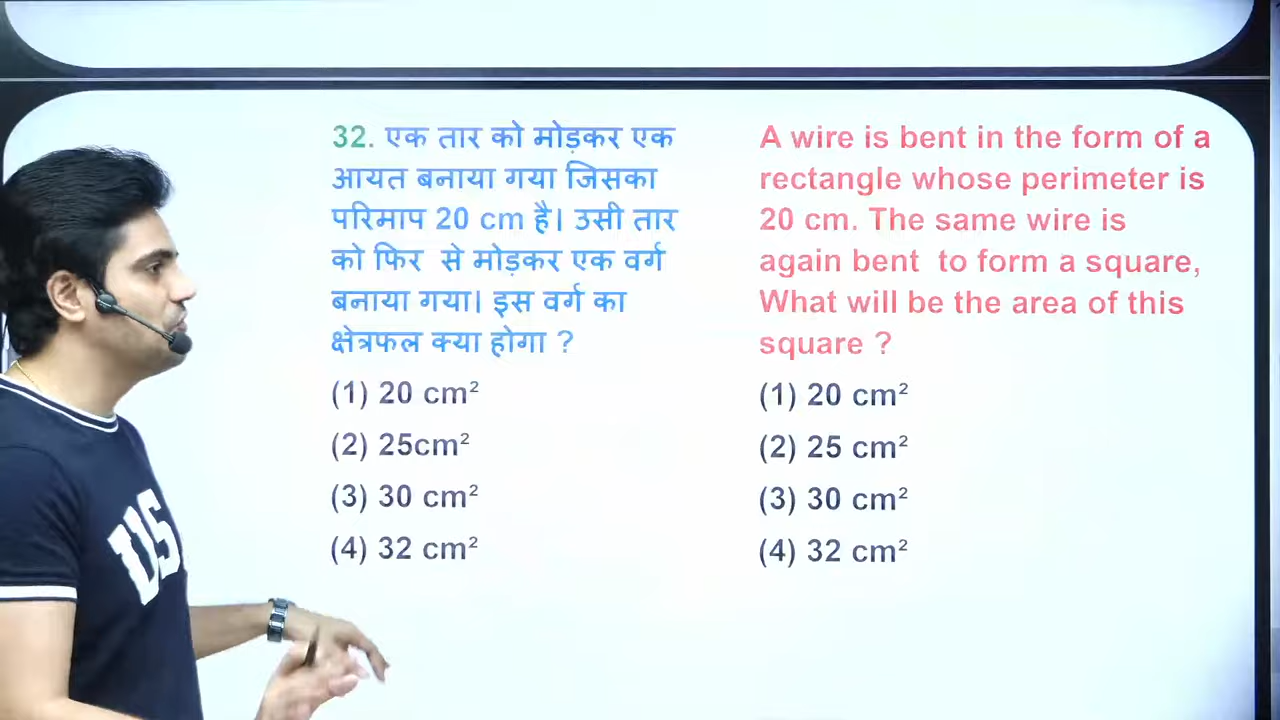 32. एक तार को मोड़कर एक
आयत बनाया गया जिसका
परिमाप 20 cm है। उसी तार
को फिर से मोड़कर एक वर्ग
बनाया गया। इस वर्ग का
क्षेत्रफल क्या होगा ?
(1) 20 cm²
(2) 25cm²
(3) 30 cm²
(4) 32 cm²
A wire is bent in the form of a
rectangle whose perimeter is
20 cm. The same wire is
again bent to form a square,
What will be the area of this
square ?
(1) 20 cm²
(2) 25 cm²
(3) 30 cm²
(4) 32 cm²
US